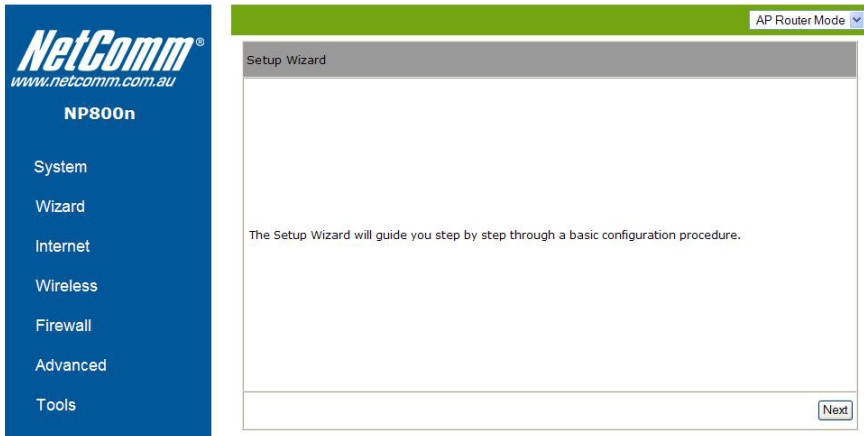 NetComm®
www.netcomm.com.au
NP800n
System
Wizard
Internet
Wireless
Firewall
Advanced
Tools
AP Router Mode
Setup Wizard
The Setup Wizard will guide you step by step through a basic configuration procedure.
Next